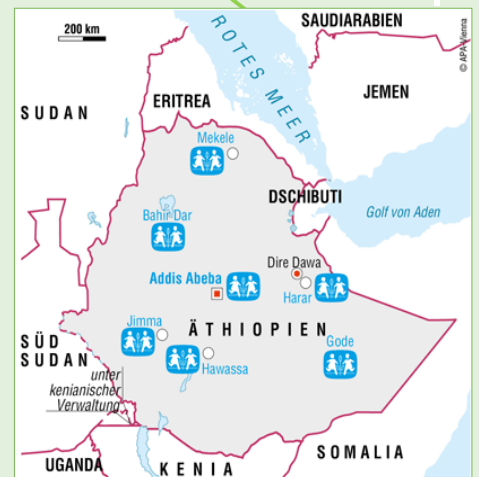 200 km
SAUDIARABIEN
© APA Vienna
ROTES MEER
JEMEN
SUDAN
ERITREA
Mekele
DSCHIBUTI
Golf von Aden
Bahir Dar
Dire Dawa
Addis Abeba
Harar
Jimma
ÄTHIOPIEN
SÜD
SUDAN
Gode
Hawassa
unter
kenianischer
Verwaltung
SOMALIA
UGANDA
KENIA